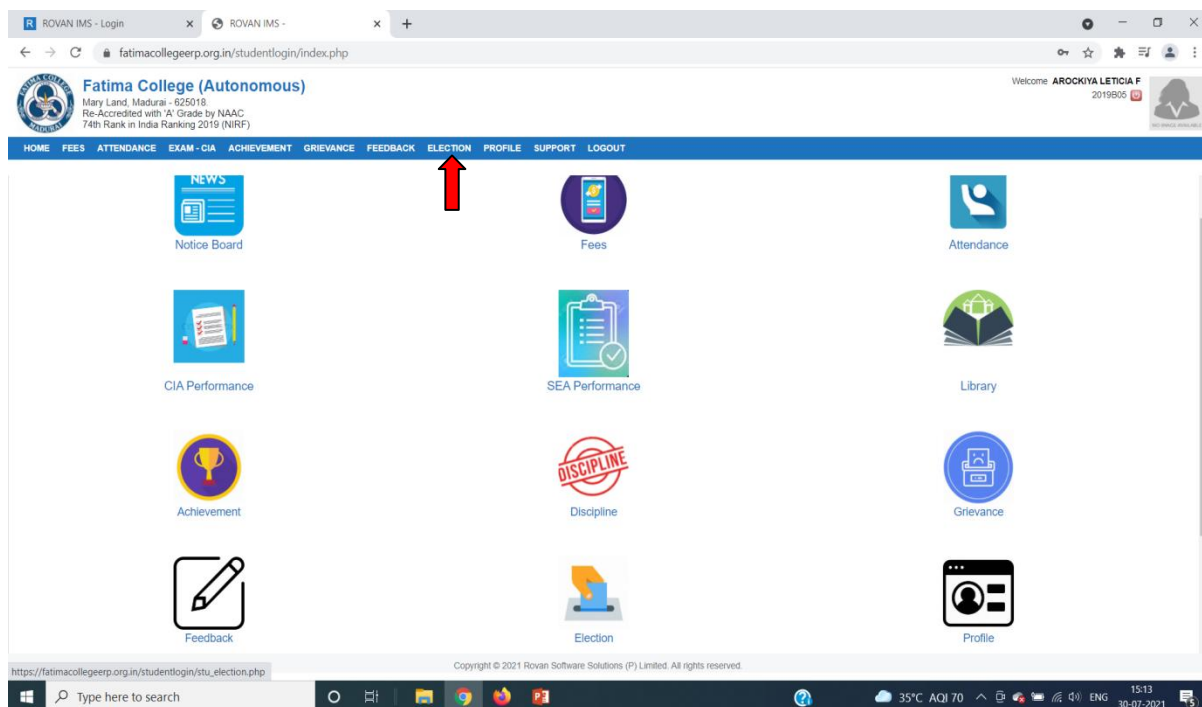 ROVAN IMS - Login
ROVAN IMS -
fatimacollegeerp.org.in/studentlogin/index.php
Fatima College (Autonomous)
Mary Land, Madurai - 625018.
Re-Accredited with 'A' Grade by NAAC
74th Rank in India Ranking 2019 (NIRF)
Welcome AROCKIYA LETICIA F
2019B05
HOME FEES ATTENDANCE EXAM - CIA ACHIEVEMENT GRIEVANCE FEEDBACK ELECTION PROFILE SUPPORT LOGOUT
NEWS
Notice Board
Fees
Attendance
CIA Performance
SEA Performance
Library
DISCIPLINE
Achievement
Discipline
Grievance
Feedback
Election
Profile
https://fatimacollegeerp.org.in/studentlogin/stu_election.php
Copyright © 2021 Rovan Software Solutions (P) Limited. All rights reserved.
Type here to search
35°C AQI 70
ENG
15:13
30-07-2021